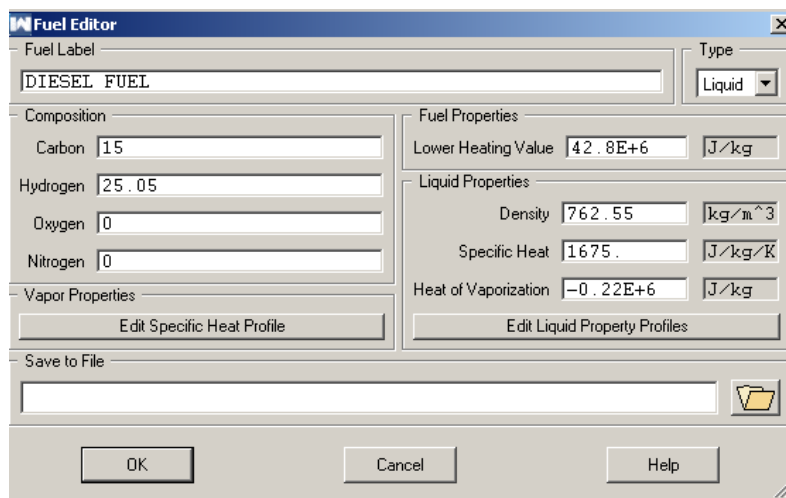 Fuel Editor
Fuel Label
Type
DIESEL FUEL
Liquid
Composition
Carbon 15
Hydrogen 25.05
Oxygen 0
Nitrogen 0
Fuel Properties
Lower Heating Value 42.8E+6 J/kg
Liquid Properties
Density 762.55 kg/m^3
Specific Heat 1675. J/kg/K
Heat of Vaporization -0.22E+6 J/kg
Vapor Properties
Edit Specific Heat Profile
Edit Liquid Property Profiles
Save to File
OK
Cancel
Help